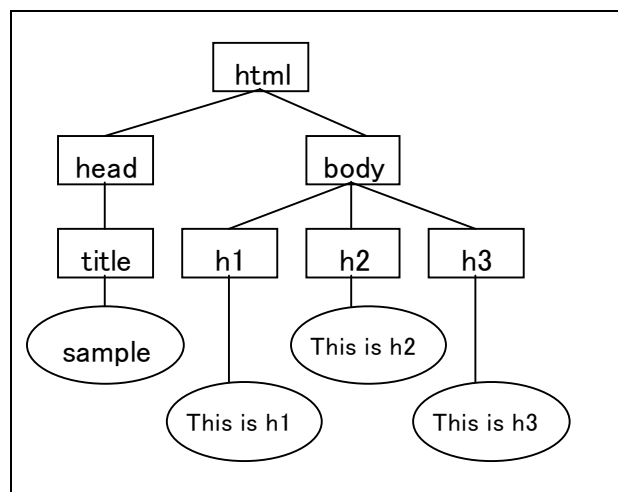 html
head
body
title
h1
h2
h3
sample
This is h2
This is h1
This is h3